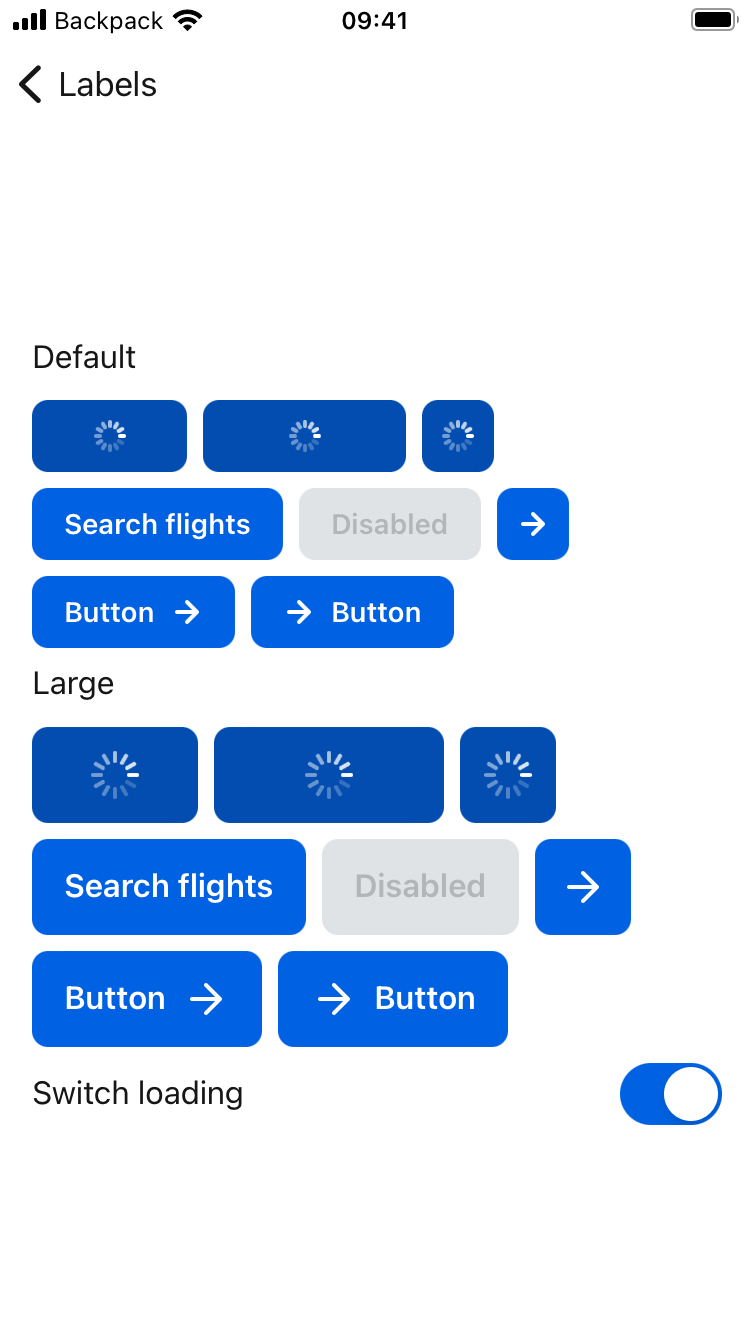 Backpack 09:41
Labels
Default
Search flights Disabled
Button Button
Large
Search flights Disabled
Button Button
Switch loading